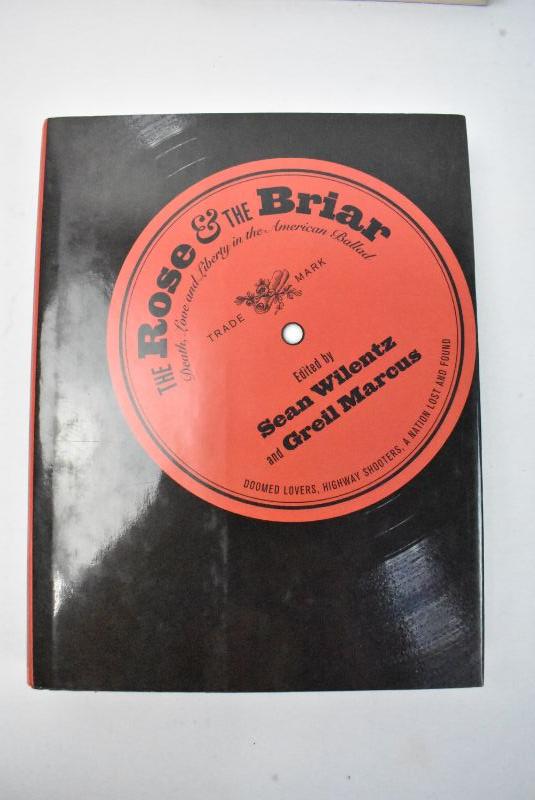 THE Rose & THE Briar
Death, Love and Liberty in the American Ballad
TRADE MARK
Edited by
Sean Wilentz
and Greil Marcus
DOOMED LOVERS, HIGHWAY SHOOTERS, A NATION LOST AND FOUND